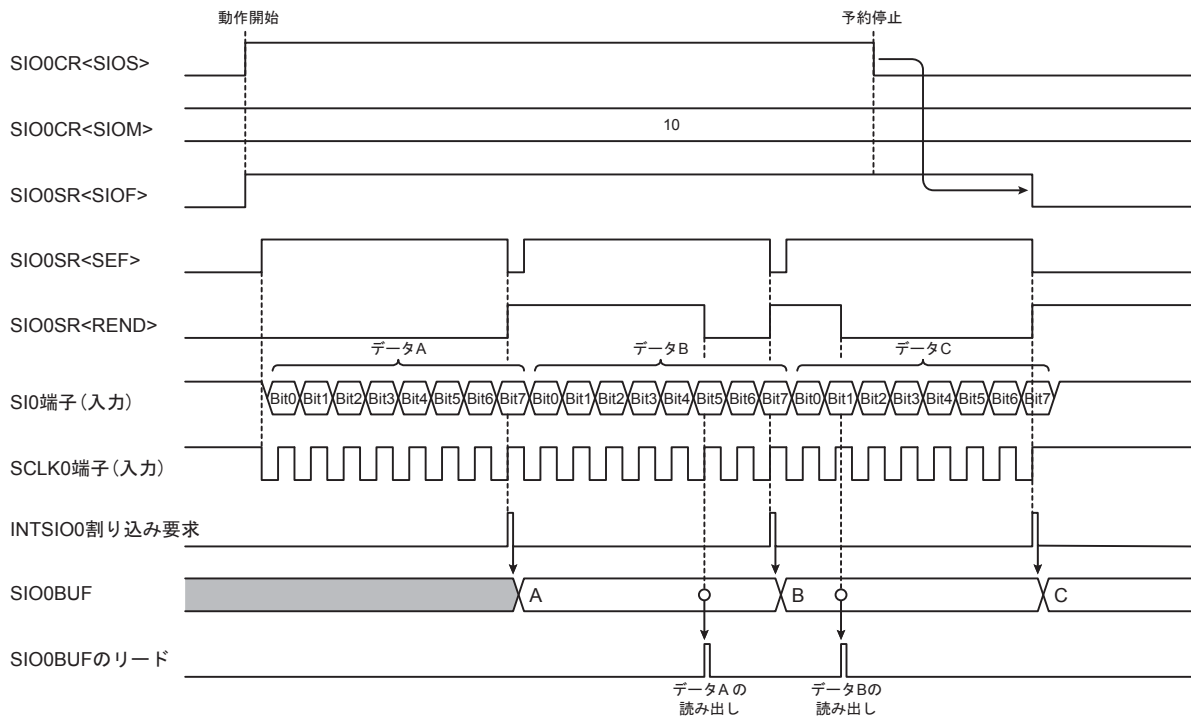 動作開始
予約停止
SIO0CR<SIOS>
SIO0CR<SIOM>
10
SIO0SR<SIOF>
SIO0SR<SEF>
SIO0SR<REND>
データA
データB
データC
SI0端子(入力)
Bit0 Bit1 Bit2 Bit3 Bit4 Bit5 Bit6 Bit7 Bit0 Bit1 Bit2 Bit3 Bit4 Bit5 Bit6 Bit7 Bit0 Bit1 Bit2 Bit3 Bit4 Bit5 Bit6 Bit7
SCLK0端子(入力)
INTSIO0割り込み要求
SIO0BUF
A
B
C
SIO0BUFのリード
データA の
読み出し
データBの
読み出し